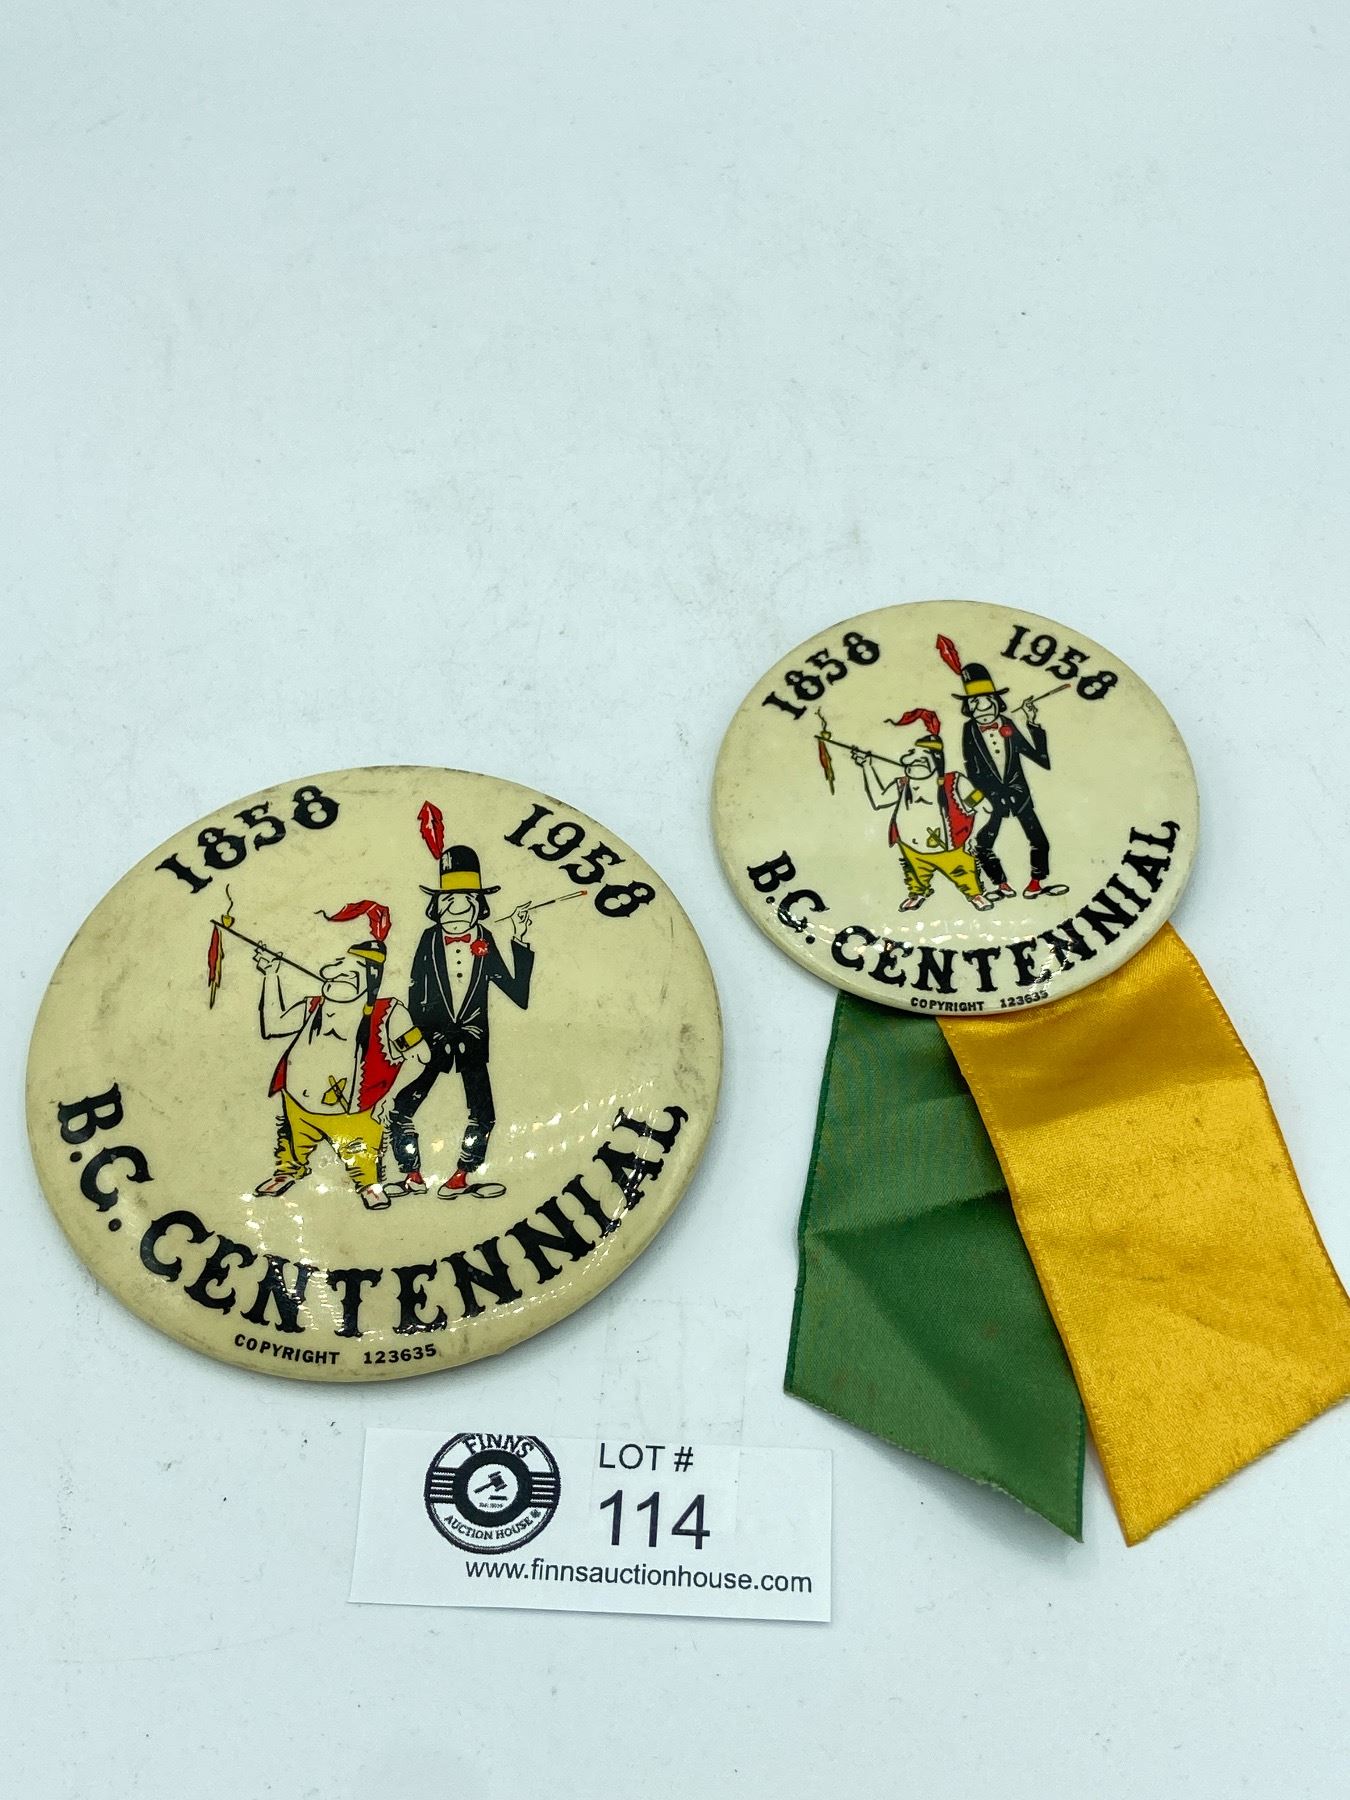 1858 1958
B.C. CENTENNIAL
COPYRIGHT 123635
1858 1958
B.C. CENTENNIAL
COPYRIGHT 123635
FINNS
AUCTION HOUSE
LOT #
114
www.finnsauctionhouse.com